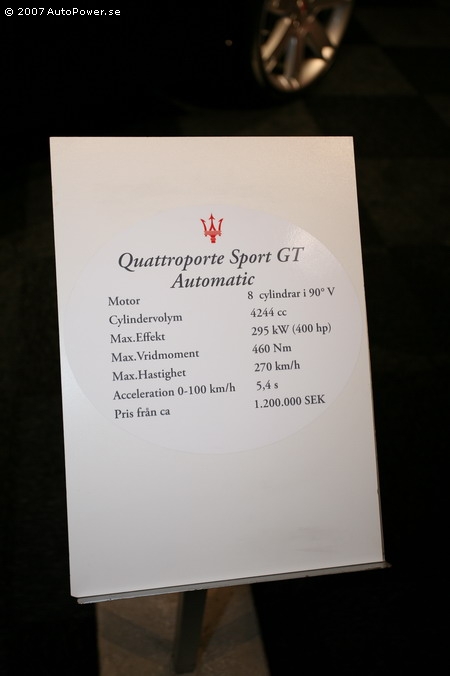 © 2007 AutoPower.se
Quattroporte Sport GT
Automatic
Motor 8 cylindrar i 90° V
Cylindervolym 4244 cc
Max.Effekt 295 kW (400 hp)
Max.Vridmoment 460 Nm
Max.Hastighet 270 km/h
Acceleration 0-100 km/h 5,4 s
Pris från ca 1.200.000 SEK